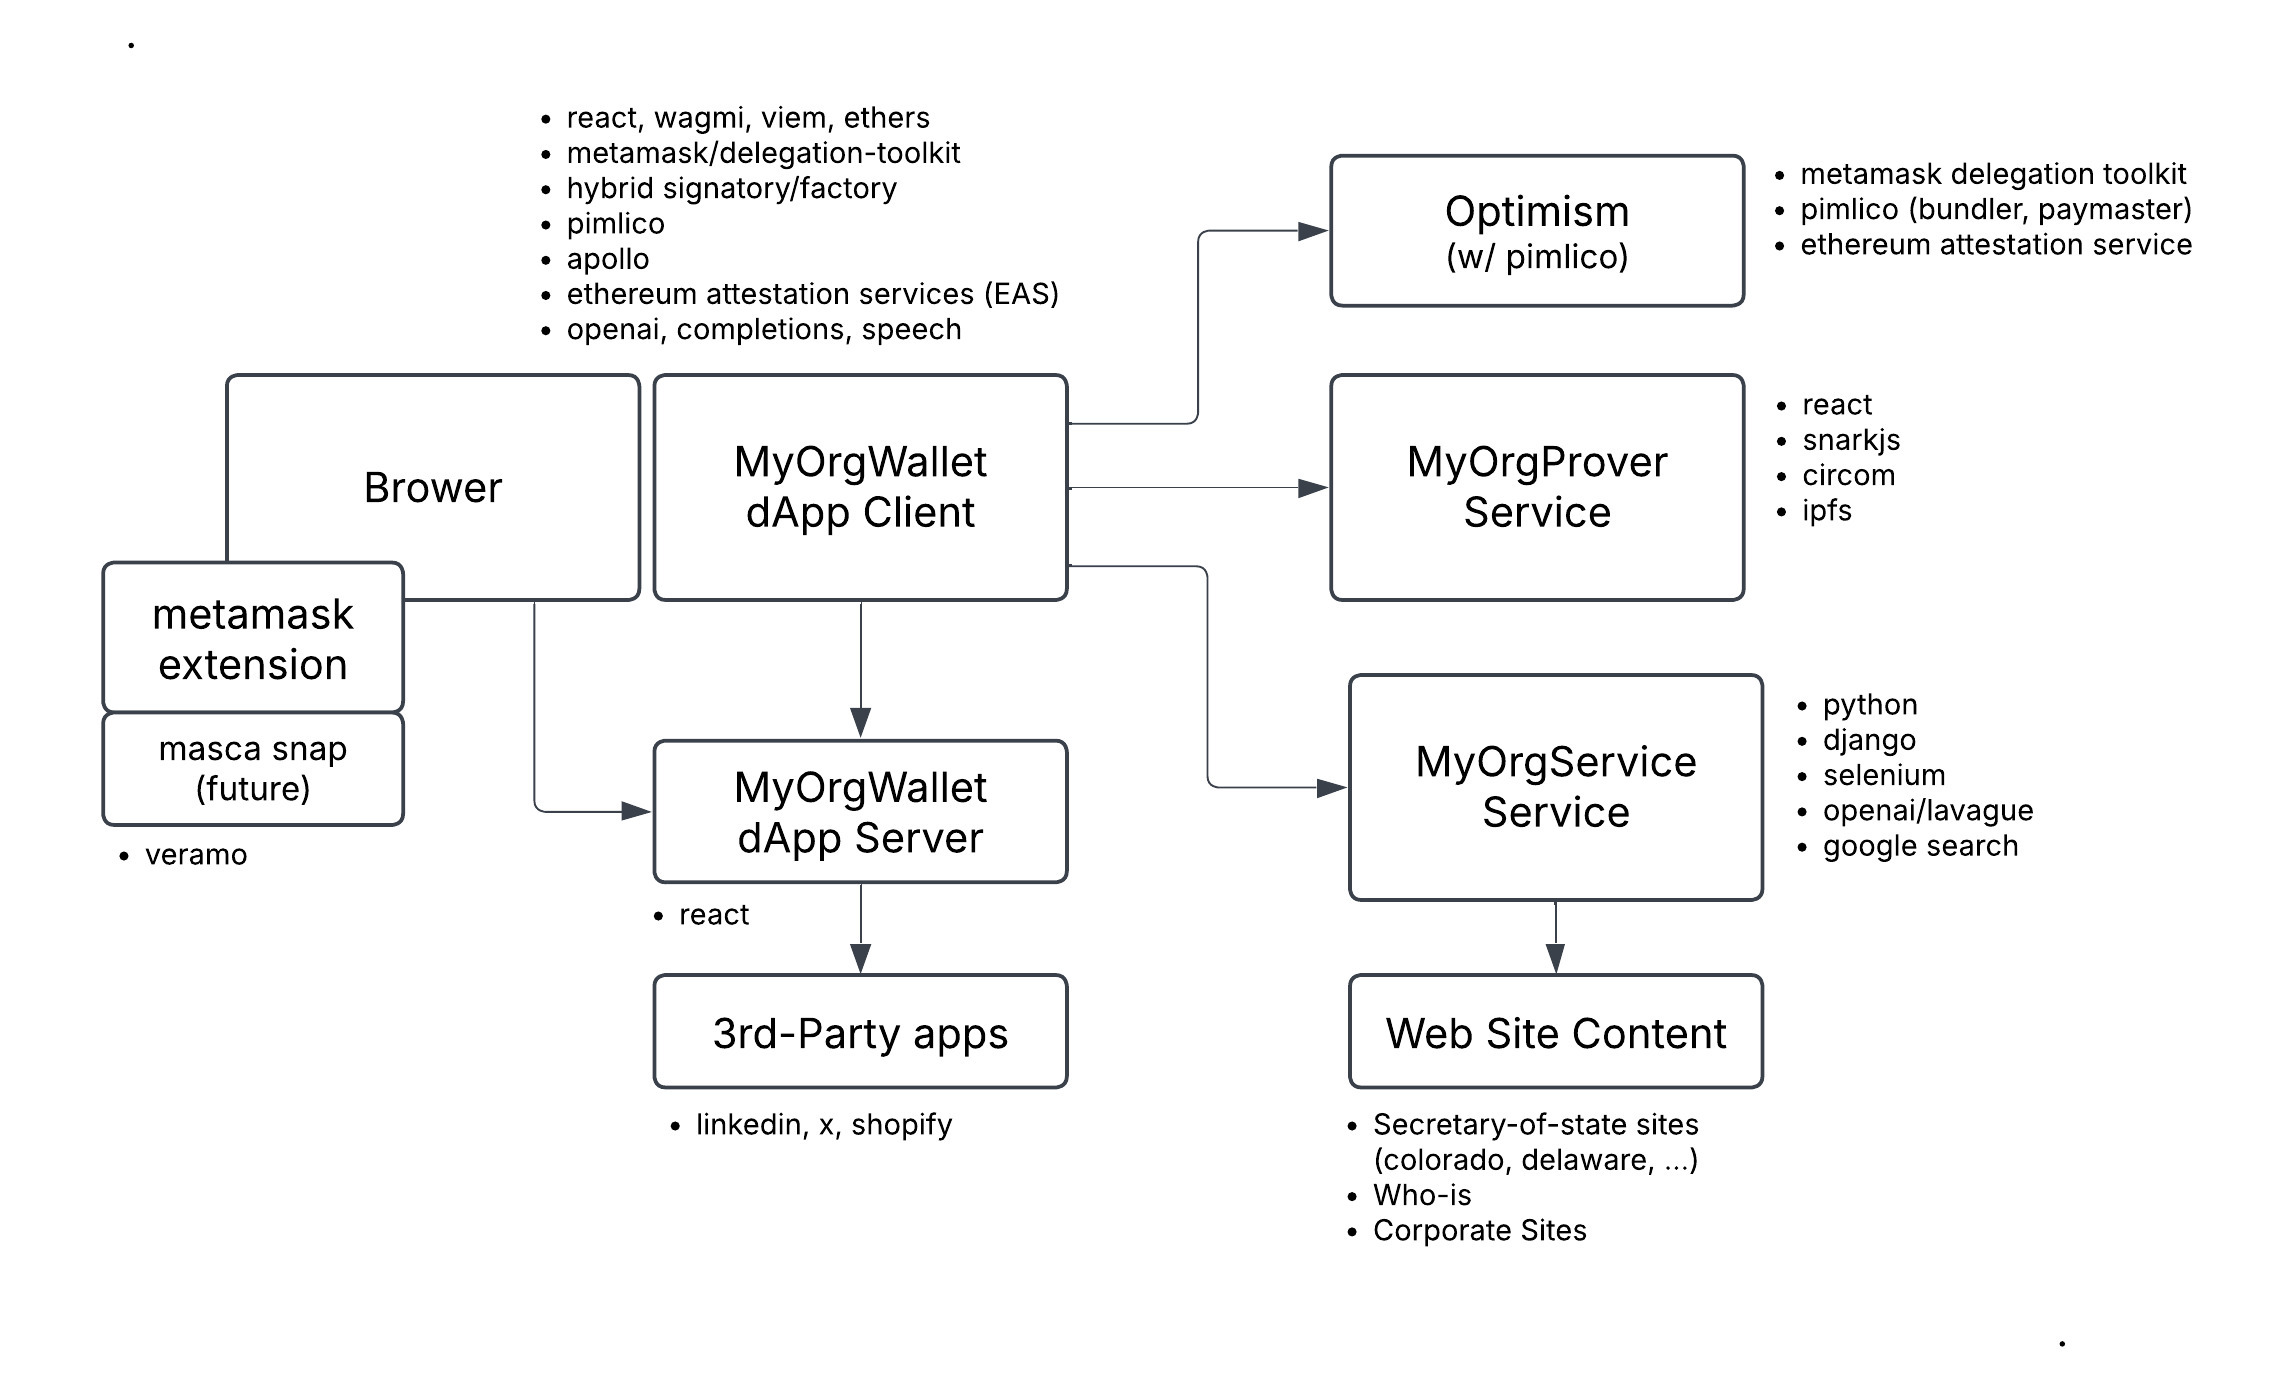 • react, wagmi, viem, ethers
• metamask/delegation-toolkit
• hybrid signatory/factory
• pimlico
• apollo
• ethereum attestation services (EAS)
• openai, completions, speech
Optimism
(w/ pimlico)
• metamask delegation toolkit
• pimlico (bundler, paymaster)
• ethereum attestation service
Brower
MyOrgWallet
dApp Client
MyOrgProver
Service
• react
• snarkjs
• circom
• ipfs
metamask
extension
masca snap
(future)
• veramo
MyOrgWallet
dApp Server
• react
MyOrgService
Service
• python
• django
• selenium
• openai/lavague
• google search
3rd-Party apps
• linkedin, x, shopify
Web Site Content
• Secretary-of-state sites
(colorado, delaware, ...)
• Who-is
• Corporate Sites